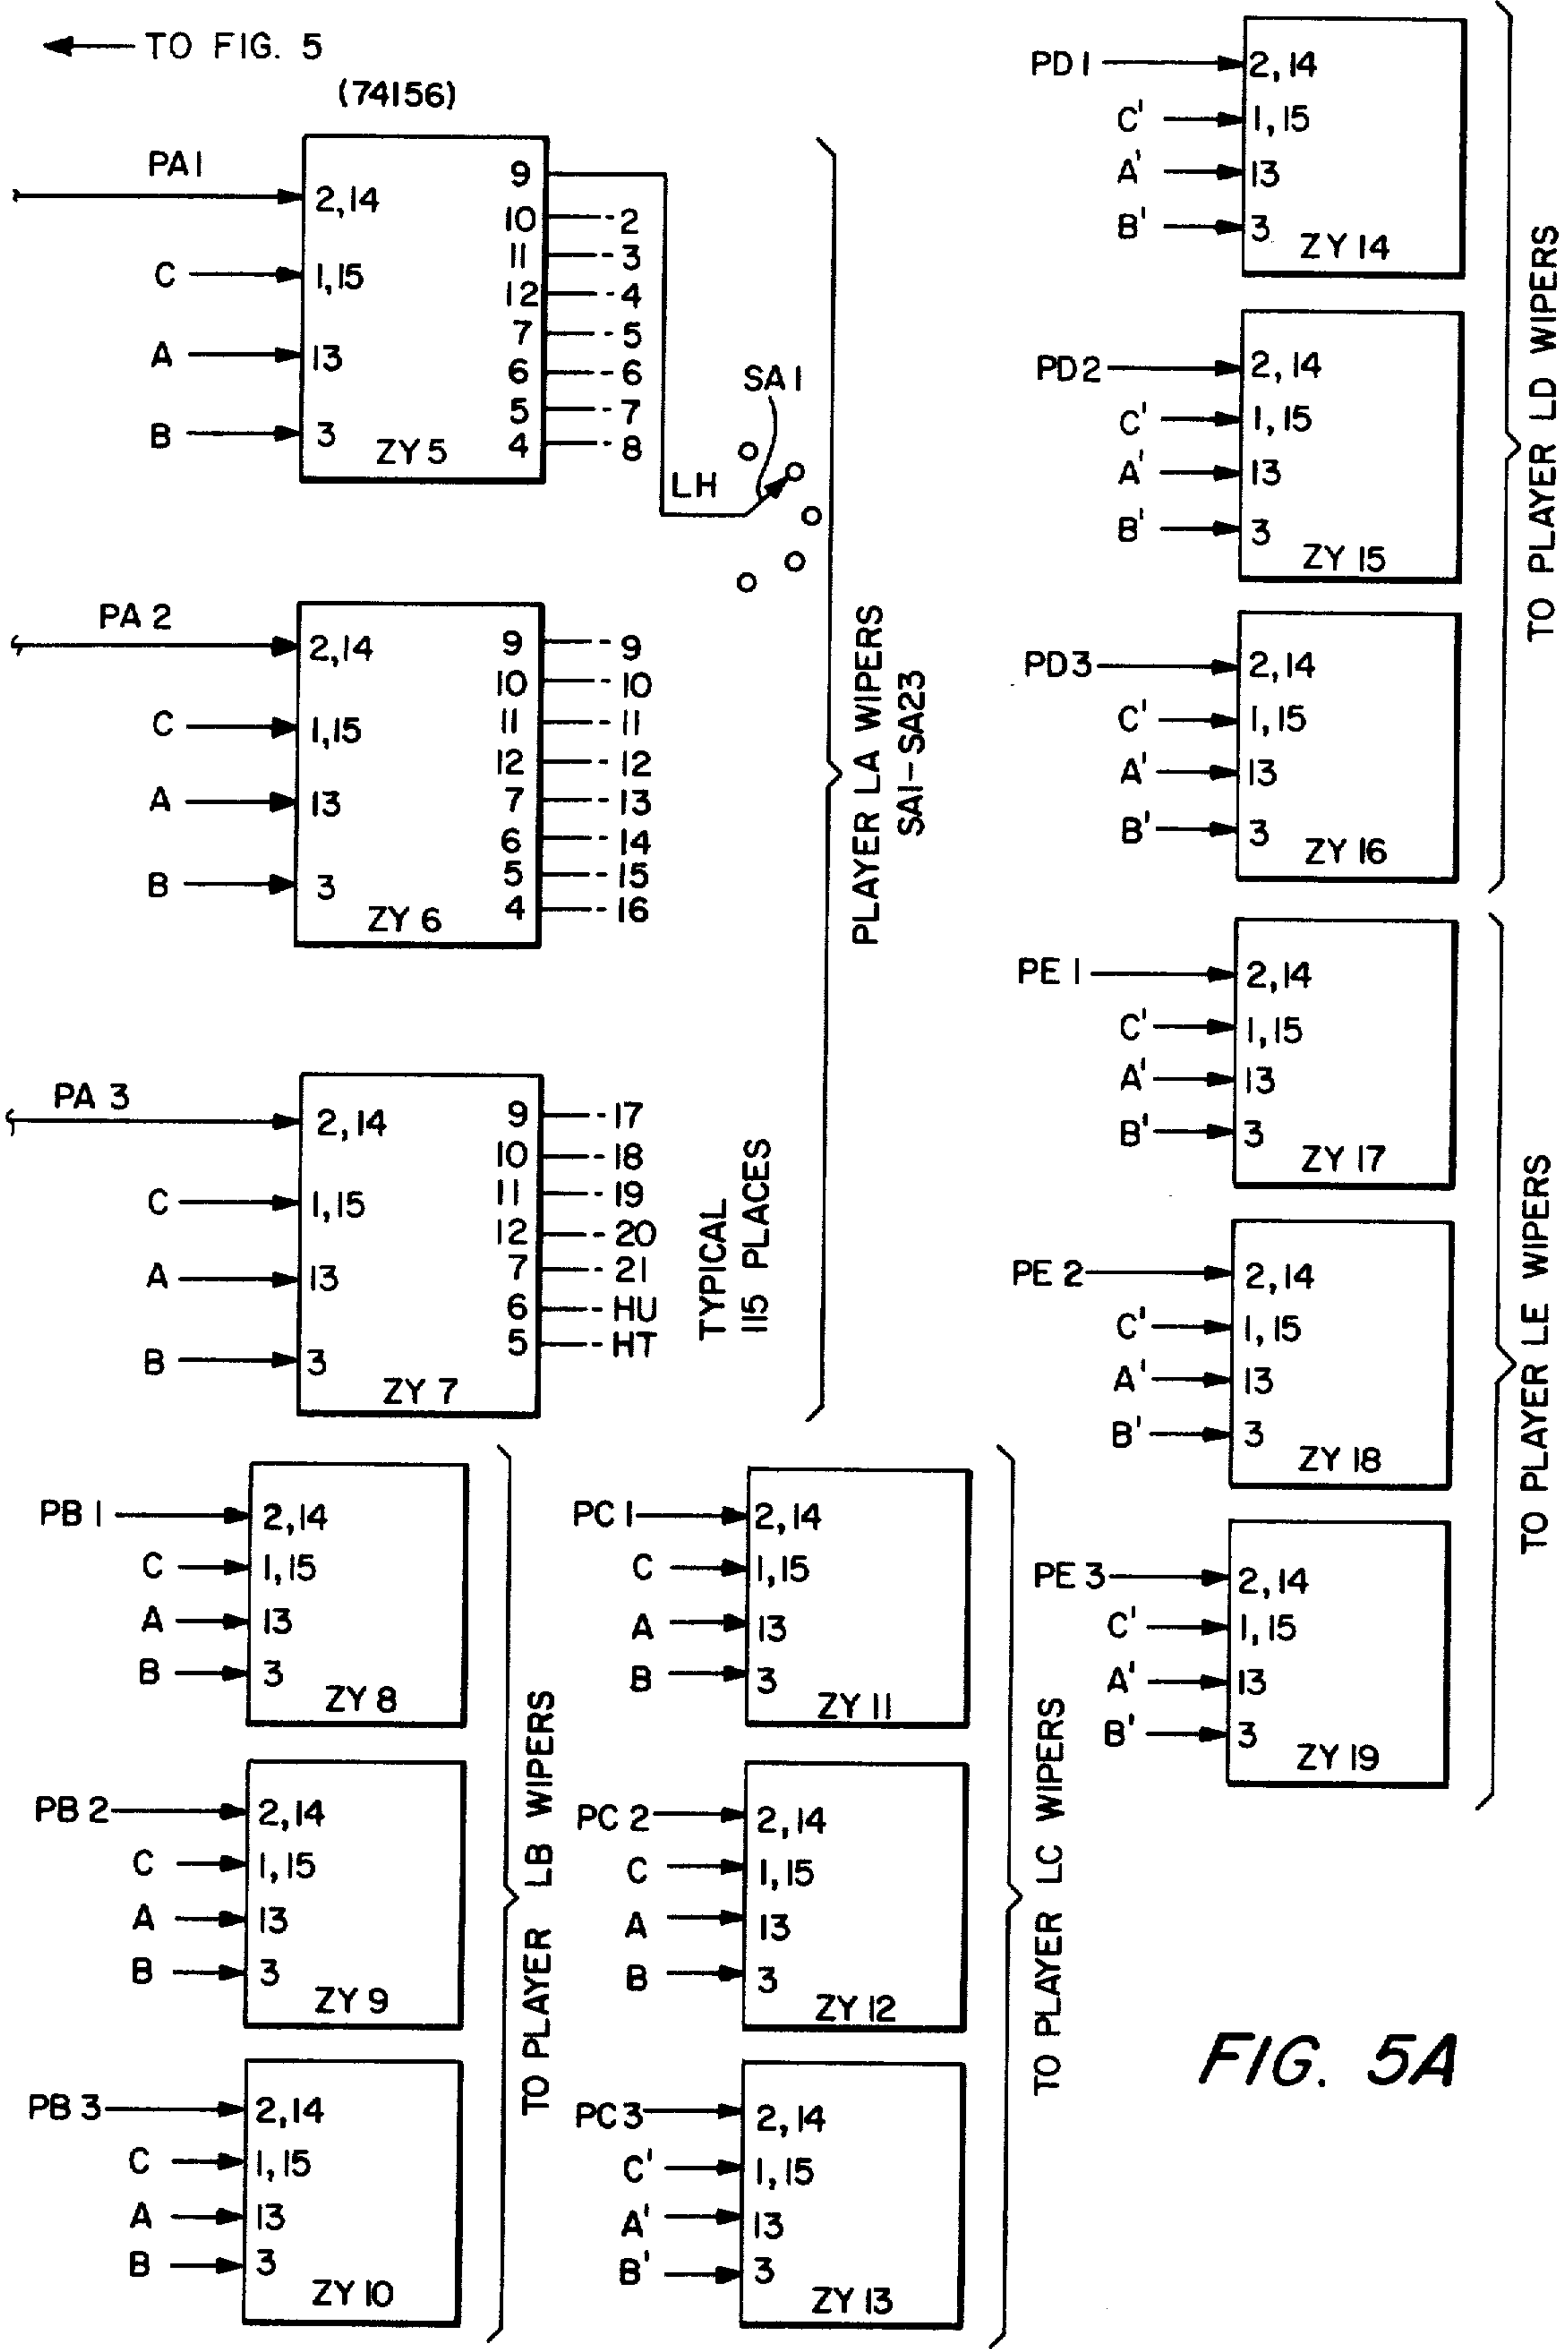 TO FIG. 5
(74156)
PA1
2,14
C
1,15
A
13
B
3
ZY 5
9
10 -2
11 -3
12 -4
7 -5
6 -6
5 -7
4 -8
SA1
LH
PA 2
2,14
C
1,15
A
13
B
3
ZY 6
9 -9
10 -10
11 -11
12 -12
7 -13
6 -14
5 -15
4 -16
PA 3
2,14
C
1,15
A
13
B
3
ZY 7
9 -17
10 -18
11 -19
12 -20
7 -21
6 -HU
5 -HT
TYPICAL
115 PLACES
PLAYER LA WIPERS
SA1-SA23
PB 1
2,14
C
1,15
A
13
B
3
ZY 8
PB 2
2,14
C
1,15
A
13
B
3
ZY 9
PB 3
2,14
C
1,15
A
13
B
3
ZY 10
TO PLAYER LB WIPERS
PC 1
2,14
C
1,15
A
13
B
3
ZY 11
PC 2
2,14
C
1,15
A
13
B
3
ZY 12
PC 3
2,14
C'
1,15
A'
13
B'
3
ZY 13
TO PLAYER LC WIPERS
PD 1
2,14
C'
1,15
A'
13
B'
3
ZY 14
PD 2
2,14
C'
1,15
A'
13
B'
3
ZY 15
PD 3
2,14
C'
1,15
A'
13
B'
3
ZY 16
TO PLAYER LD WIPERS
PE 1
2,14
C'
1,15
A'
13
B'
3
ZY 17
PE 2
2,14
C'
1,15
A'
13
B'
3
ZY 18
PE 3
2,14
C'
1,15
A'
13
B'
3
ZY 19
TO PLAYER LE WIPERS
FIG. 5A